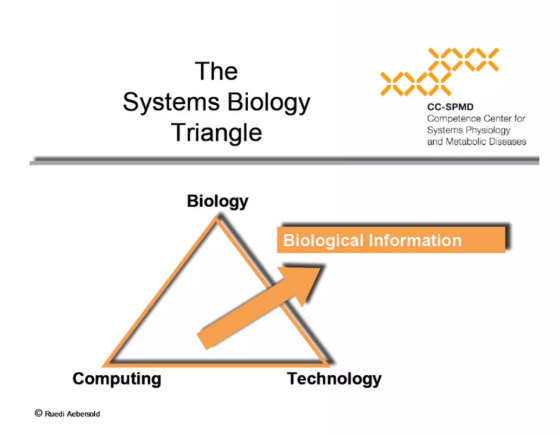 The
Systems Biology
Triangle
CC-SPMD
Competence Center for
Systems Physiology
and Metabolic Diseases
Biology
Biological Information
Computing
Technology
© Ruedi Aebersold